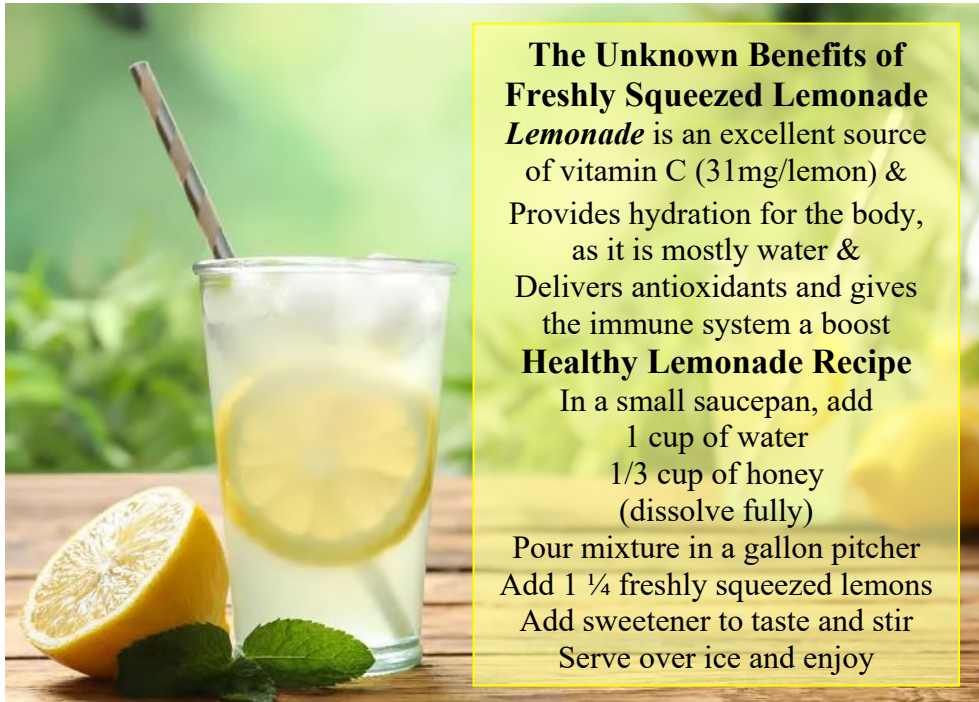 The Unknown Benefits of
Freshly Squeezed Lemonade
Lemonade is an excellent source
of vitamin C (31mg/lemon) &
Provides hydration for the body,
as it is mostly water &
Delivers antioxidants and gives
the immune system a boost
Healthy Lemonade Recipe
In a small saucepan, add
1 cup of water
1/3 cup of honey
(dissolve fully)
Pour mixture in a gallon pitcher
Add 1 ¼ freshly squeezed lemons
Add sweetener to taste and stir
Serve over ice and enjoy